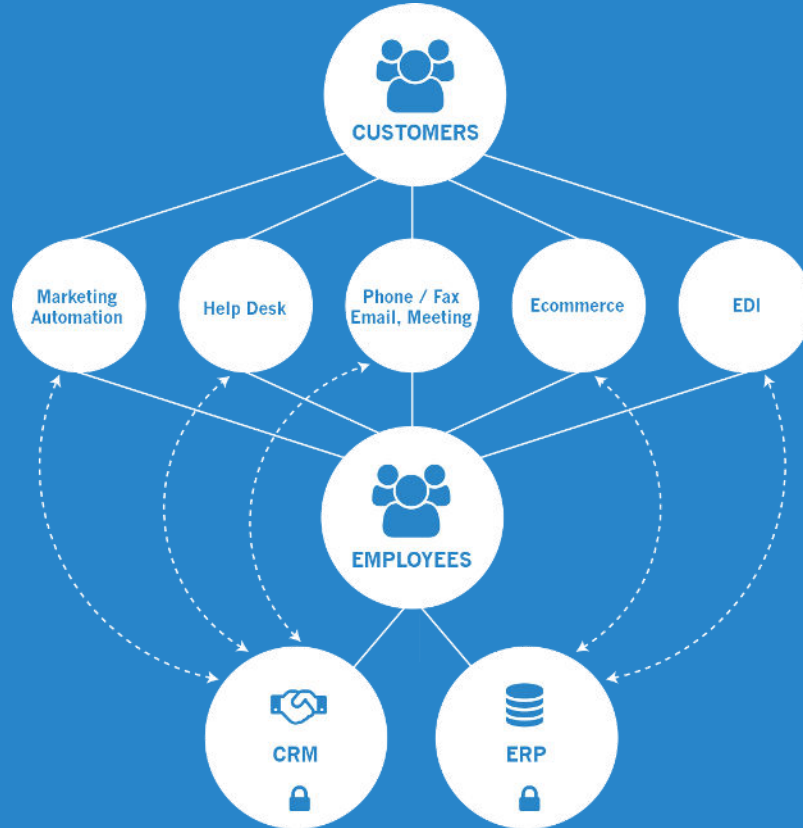 CUSTOMERS
Marketing
Automation
Help Desk
Phone / Fax
Email, Meeting
Ecommerce
EDI
EMPLOYEES
CRM
ERP